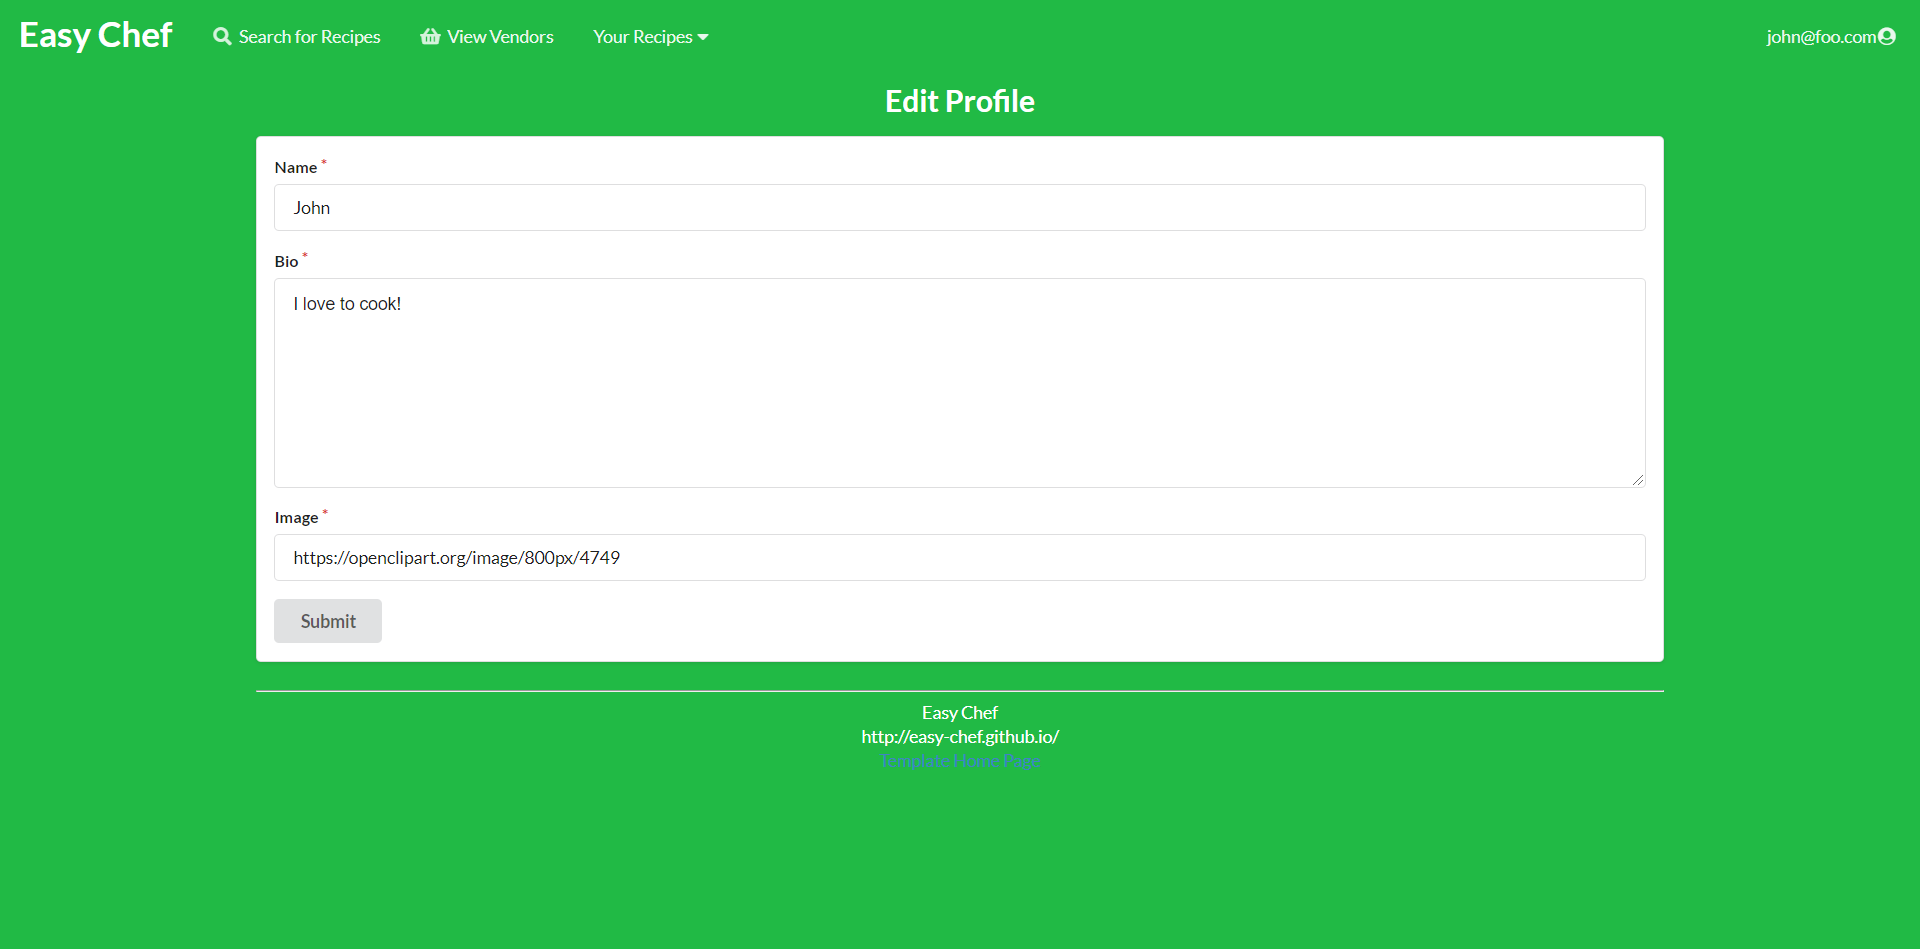 Easy Chef Search for Recipes View Vendors Your Recipes john@foo.com
Edit Profile
Name *
John
Bio *
I love to cook!
Image *
https://openclipart.org/image/800px/4749
Submit
Easy Chef
http://easy-chef.github.io/
Template Home Page